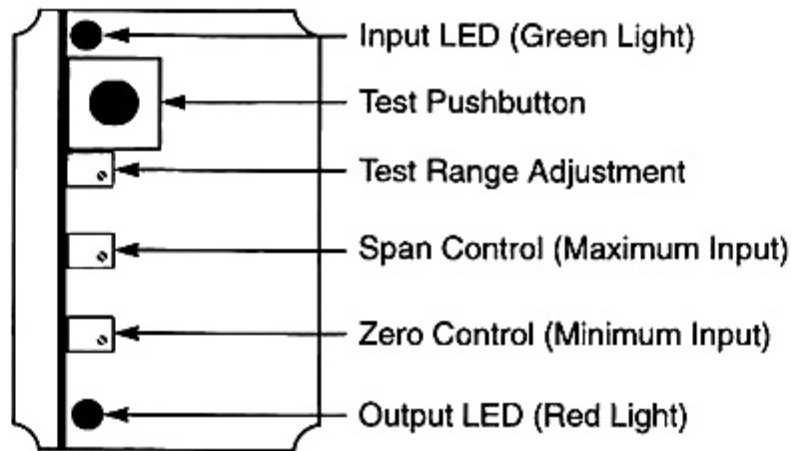 Input LED (Green Light)
Test Pushbutton
Test Range Adjustment
Span Control (Maximum Input)
Zero Control (Minimum Input)
Output LED (Red Light)